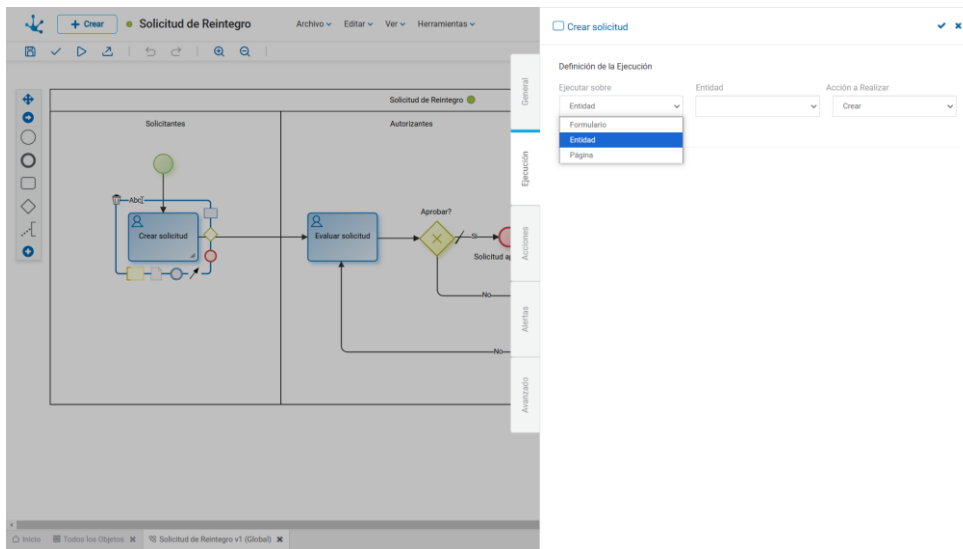 Crear
Solicitud de Reintegro
Archivo
Editar
Ver
Herramientas
Solicitud de Reintegro
Solicitantes
Autorizantes
Abc
Crear solicitud
Evaluar solicitud
Aprobar?
Si
Solicitud a
No
No
General
Ejecución
Acciones
Alertas
Avanzado
Crear solicitud
Definición de la Ejecución
Ejecutar sobre
Entidad
Acción a Realizar
Entidad
Crear
Formulario
Entidad
Página
Inicio
Todos los Objetos
Solicitud de Reintegro v1 (Global)